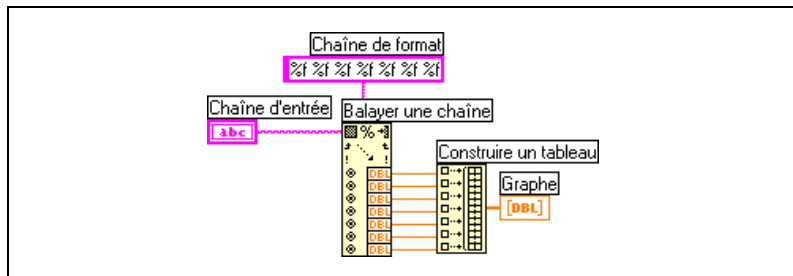 Chaîne de format
%f %f %f %f %f %f %f
Chaîne d'entrée
Balayer une chaîne
abc
%
DBL
DBL
DBL
DBL
DBL
DBL
DBL
Construire un tableau
Graphe
[DBL]